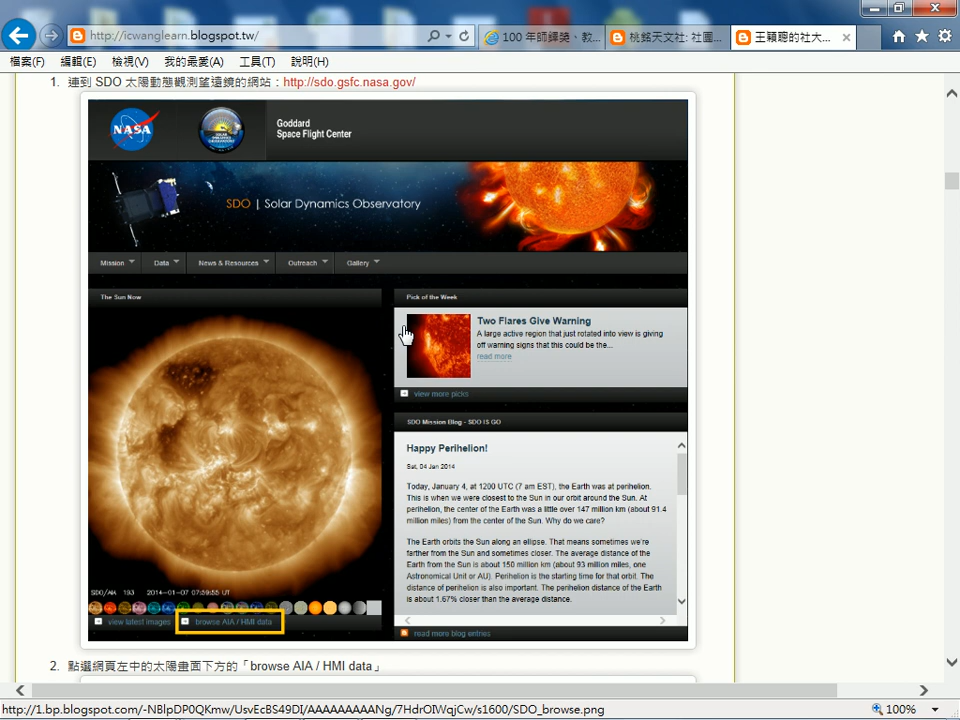 http://icwanglearn.blogspot.tw/
100 年師鐸獎、教...
桃銘天文社: 社團...
王穎聰的社大...
檔案(F) 編輯(E) 檢視(V) 我的最愛(A) 工具(T) 說明(H)
1. 連到 SDO 太陽動態觀測望遠鏡的網站：http://sdo.gsfc.nasa.gov/
NASA
Goddard
Space Flight Center
SDO | Solar Dynamics Observatory
Mission Data News & Resources Outreach Gallery
The Sun Now
Pick of the Week
Two Flares Give Warning
A large active region that just rotated into view is giving
off warning signs that this could be the...
read more
view more picks
SDO Mission Blog - SDO IS GO
Happy Perihelion!
Sat, 04 Jan 2014
Today, January 4, at 1200 UTC (7 am EST), the Earth was at perihelion.
This is when we were closest to the Sun in our orbit around the Sun. At
perihelion, the center of the Earth was a little over 147 million km (about 91.4
million miles) from the center of the Sun. Why do we care?
The Earth orbits the Sun along an ellipse. That means sometimes we're
farther from the Sun and sometimes closer. The average distance of the
Earth from the Sun is about 150 million km (about 93 million miles, one
Astronomical Unit or AU). Perihelion is the starting time for that orbit. The
distance of perihelion is also important. The perihelion distance of the Earth
is about 1.67% closer than the average distance.
SDO/AIA 193 2014-01-07 07:59:55 UT
view latest images
browse AIA / HMI data
read more blog entries
2. 點選網頁左中的太陽畫面下方的「browse AIA / HMI data」
http://1.bp.blogspot.com/-NBlpDP0QKmw/UsvEcBS49DI/AAAAAAAAANg/7HdrOIWqjCw/s1600/SDO_browse.png
100%